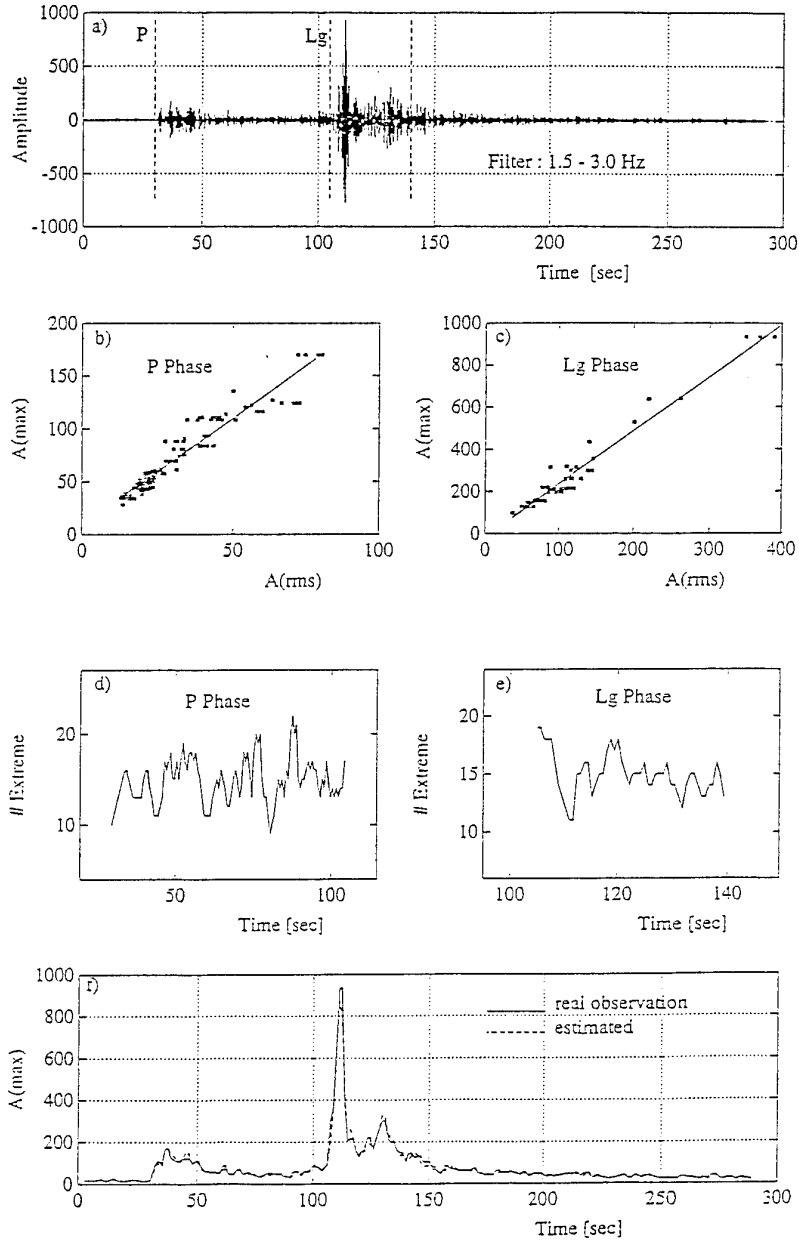 1000
a)
P
Lg
500
Amplitude
0
-500
Filter : 1.5 - 3.0 Hz
-1000
0 50 100 150 200 250 300
Time [sec]
200
b)
P Phase
150
A(max)
100
50
0
0 50 100
A(rms)
1000
c)
Lg Phase
800
A(max)
600
400
200
0
0 100 200 300 400
A(rms)
d)
P Phase
20
# Extreme
10
50 100
Time [sec]
e)
Lg Phase
20
# Extreme
15
10
100 120 140
Time [sec]
1000
f)
real observation
800
estimated
A(max)
600
400
200
0
0 50 100 150 200 250 300
Time [sec]